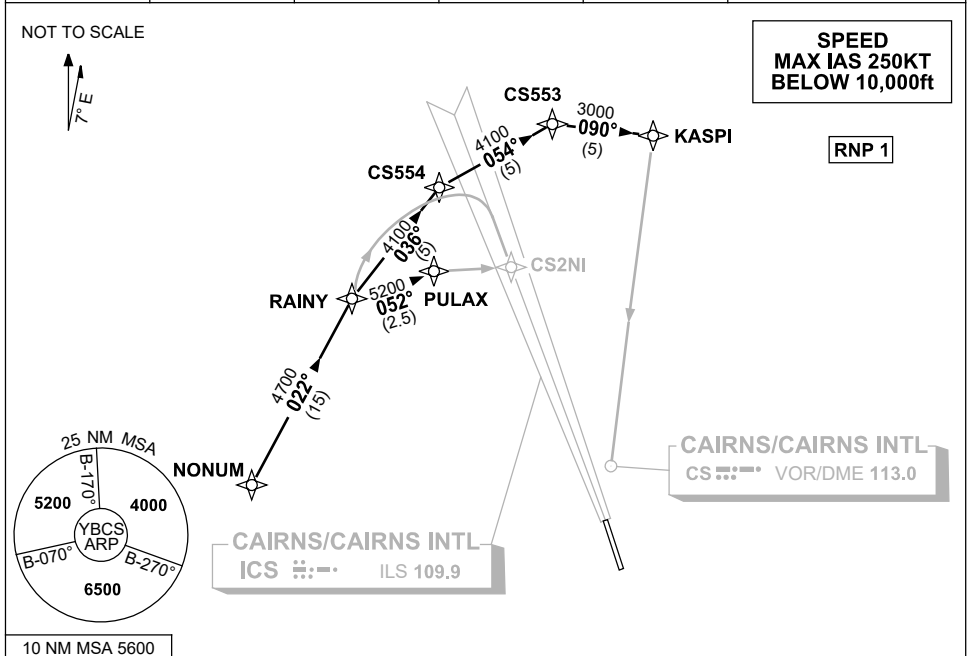 NOT TO SCALE
7° E
SPEED
MAX IAS 250KT
BELOW 10,000ft
RNP 1
CS553
3000
090°
(5)
KASPI
4100
054°
(5)
CS554
4100
036°
(5)
CS2NI
RAINY
5200
052°
(2.5)
PULAX
4700
022°
(15)
NONUM
25 NM MSA
B-170°
5200
4000
YBCS
ARP
B-070°
B-270°
6500
10 NM MSA 5600
CAIRNS/CAIRNS INTL
CS VOR/DME 113.0
CAIRNS/CAIRNS INTL
ICS ILS 109.9